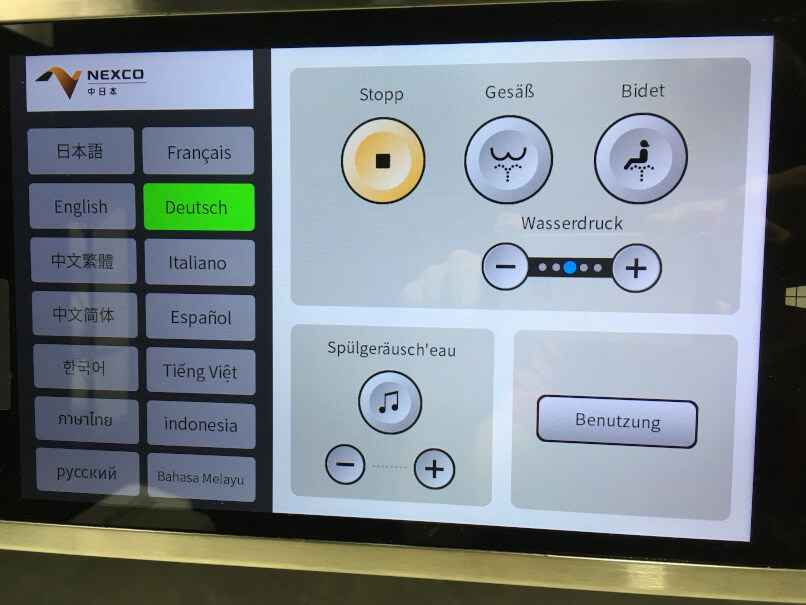 NEXCO
中日本
日本語
Français
English
Deutsch
中文繁體
Italiano
中文简体
Español
한국어
Tiếng Việt
ภาษาไทย
indonesia
русский
Bahasa Melayu
Stopp
Gesäß
Bidet
Wasserdruck
Spülgeräusch'eau
Benutzung